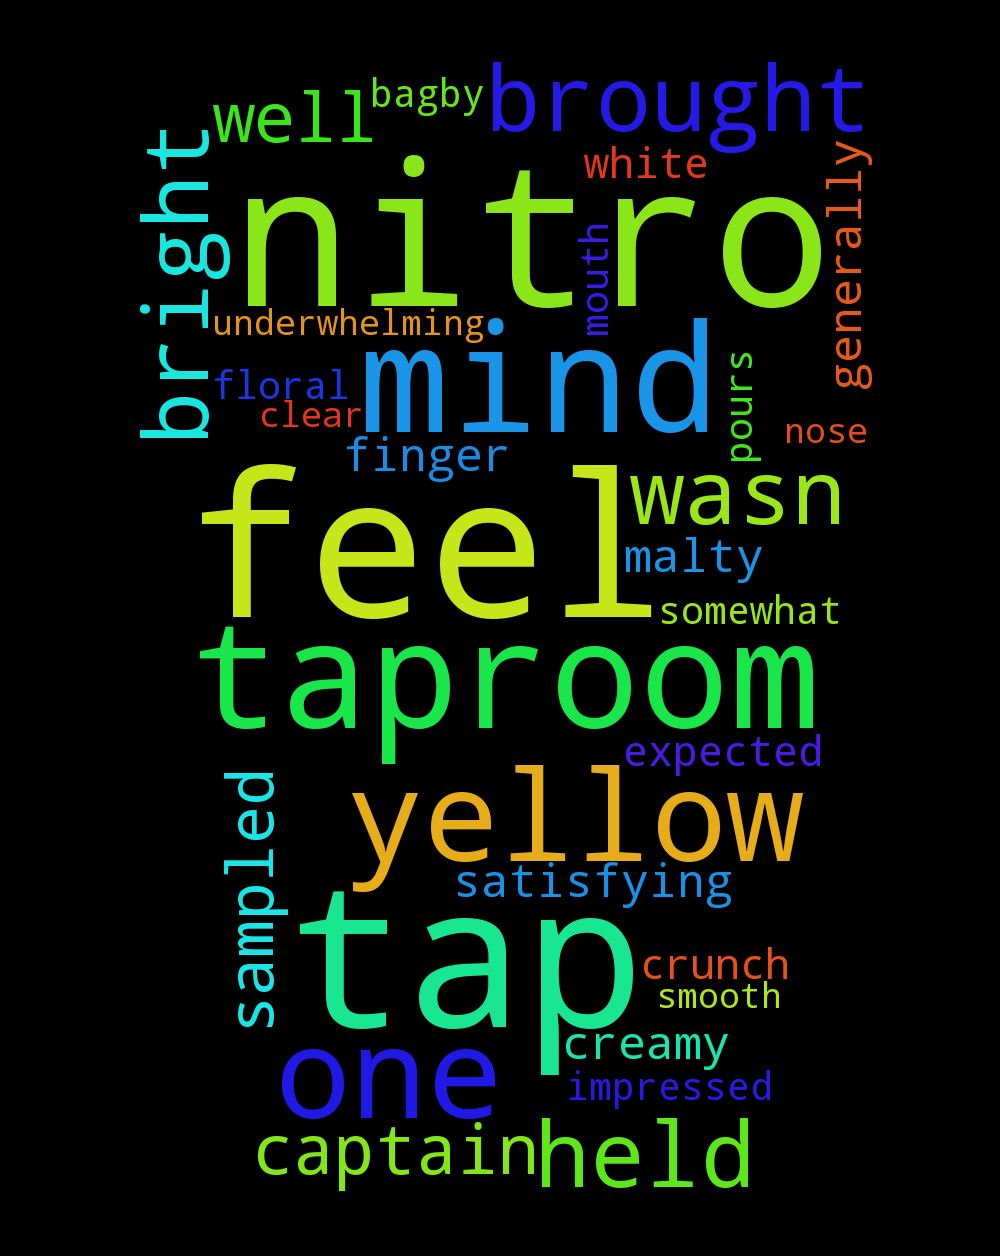 brought
well
bagby
white
bright
nitro
generally
mouth
underwhelming
mind
floral
clear
pours
nose
finger
feel
wasn
malty
somewhat
taproom
expected
yellow
sampled
satisfying
tap
crunch
smooth
creamy
one
impressed
captain
held